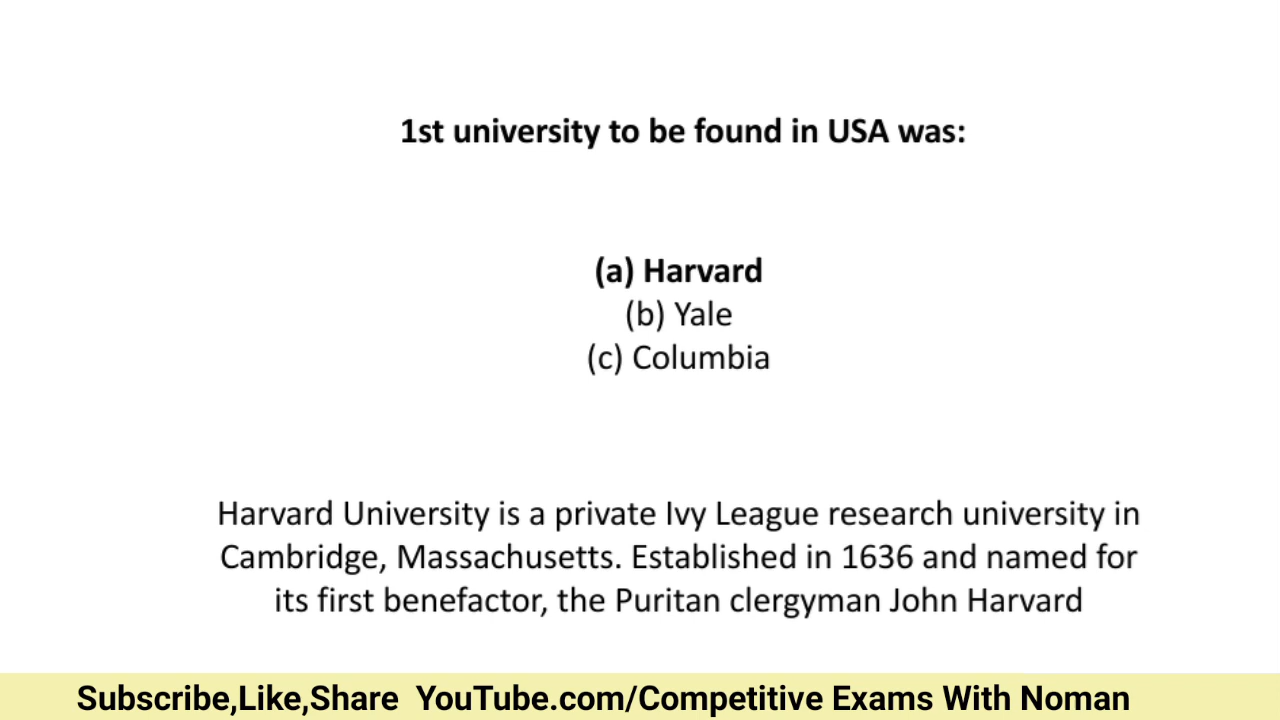 1st university to be found in USA was:
(a) Harvard
(b) Yale
(c) Columbia
Harvard University is a private Ivy League research university in
Cambridge, Massachusetts. Established in 1636 and named for
its first benefactor, the Puritan clergyman John Harvard
Subscribe,Like,Share  YouTube.com/Competitive Exams With Noman